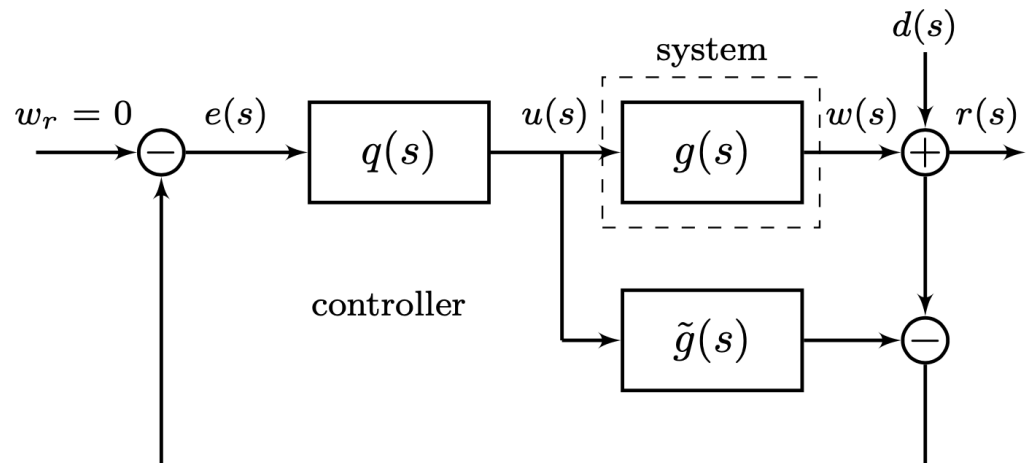 d(s)
system
w_r = 0
e(s)
u(s)
w(s)
r(s)
−
q(s)
g(s)
+
controller
g̃(s)
−